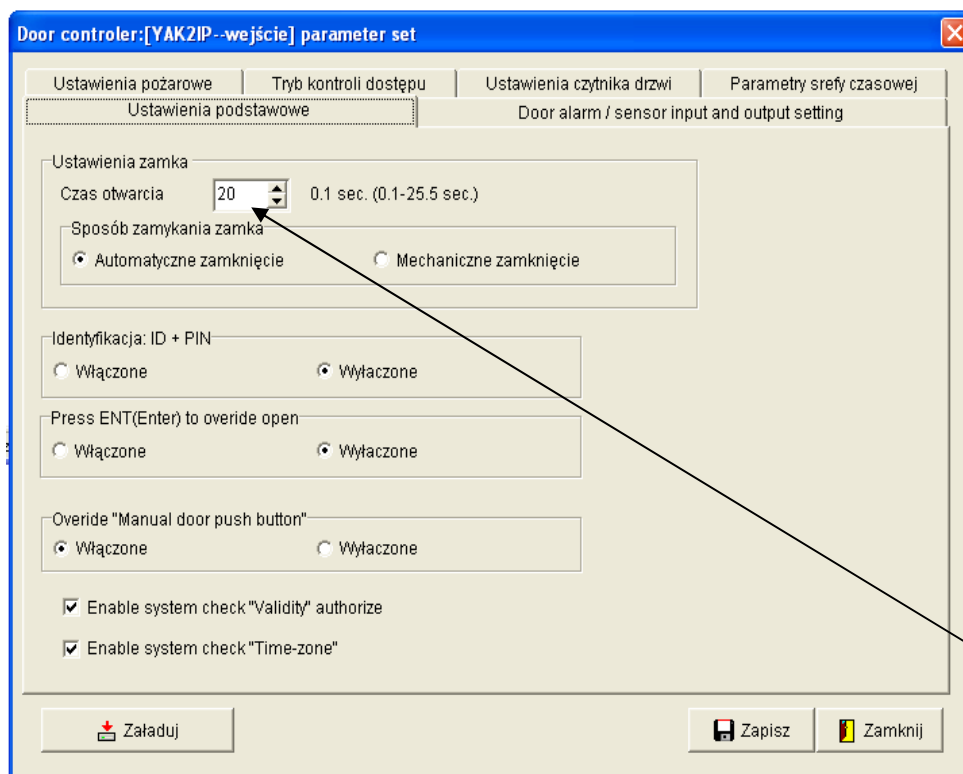 Door controler:[YAK2IP--wejście] parameter set
Ustawienia pożarowe Tryb kontroli dostępu Ustawienia czytnika drzwi Parametry srefy czasowej
Ustawienia podstawowe Door alarm / sensor input and output setting
Ustawienia zamka
Czas otwarcia 20 0.1 sec. (0.1-25.5 sec.)
Sposób zamykania zamka
Automatyczne zamknięcie Mechaniczne zamknięcie
Identyfikacja: ID + PIN
Włączone Wyłaczone
Press ENT(Enter) to overide open
Włączone Wyłaczone
Overide "Manual door push button"
Włączone Wyłaczone
Enable system check "Validity" authorize
Enable system check "Time-zone"
Załaduj Zapisz Zamknij